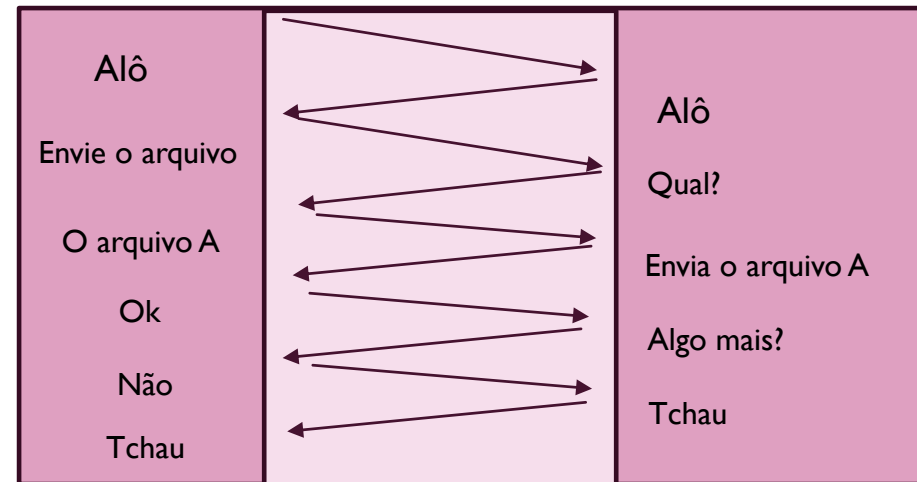 Alô
Alô
Envie o arquivo
Qual?
O arquivo A
Envia o arquivo A
Ok
Algo mais?
Não
Tchau
Tchau